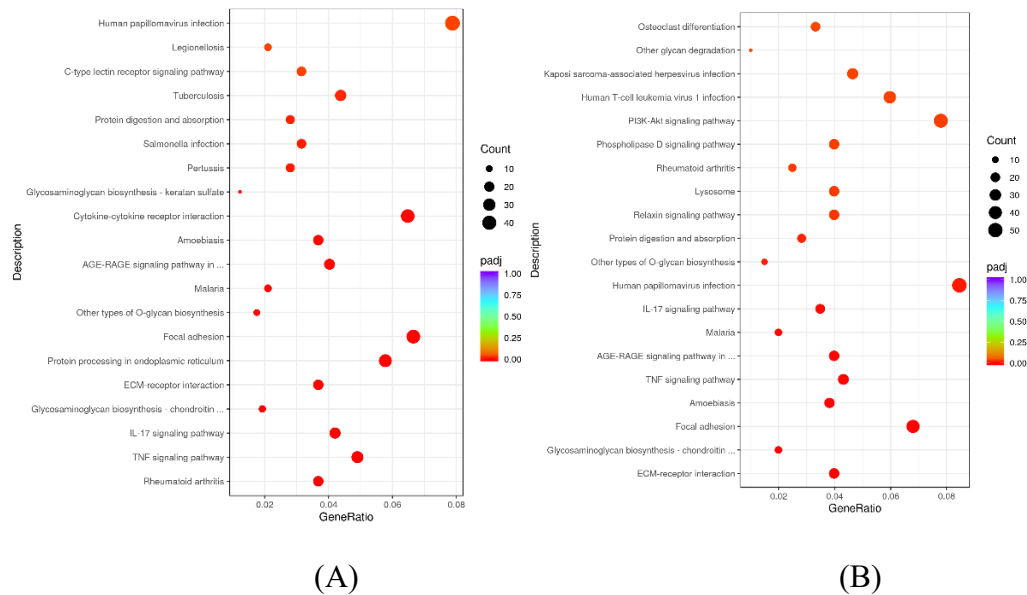 Human papillomavirus infection
Legionellosis
C-type lectin receptor signaling pathway
Tuberculosis
Protein digestion and absorption
Salmonella infection
Pertussis
Glycosaminoglycan biosynthesis - keratan sulfate
Cytokine-cytokine receptor interaction
Amoebiasis
AGE-RAGE signaling pathway in ...
Malaria
Other types of O-glycan biosynthesis
Focal adhesion
Protein processing in endoplasmic reticulum
ECM-receptor interaction
Glycosaminoglycan biosynthesis - chondroitin ...
IL-17 signaling pathway
TNF signaling pathway
Rheumatoid arthritis
Description
0.02 0.04 0.06 0.08
GeneRatio
Count
10
20
30
40
padj
1.00
0.75
0.50
0.25
0.00
(A)
Osteoclast differentiation
Other glycan degradation
Kaposi sarcoma-associated herpesvirus infection
Human T-cell leukemia virus 1 infection
PI3K-Akt signaling pathway
Phospholipase D signaling pathway
Rheumatoid arthritis
Lysosome
Relaxin signaling pathway
Protein digestion and absorption
Other types of O-glycan biosynthesis
Human papillomavirus infection
IL-17 signaling pathway
Malaria
AGE-RAGE signaling pathway in ...
TNF signaling pathway
Amoebiasis
Focal adhesion
Glycosaminoglycan biosynthesis - chondroitin ...
ECM-receptor interaction
Description
0.02 0.04 0.06 0.08
GeneRatio
Count
10
20
30
40
50
padj
1.00
0.75
0.50
0.25
0.00
(B)